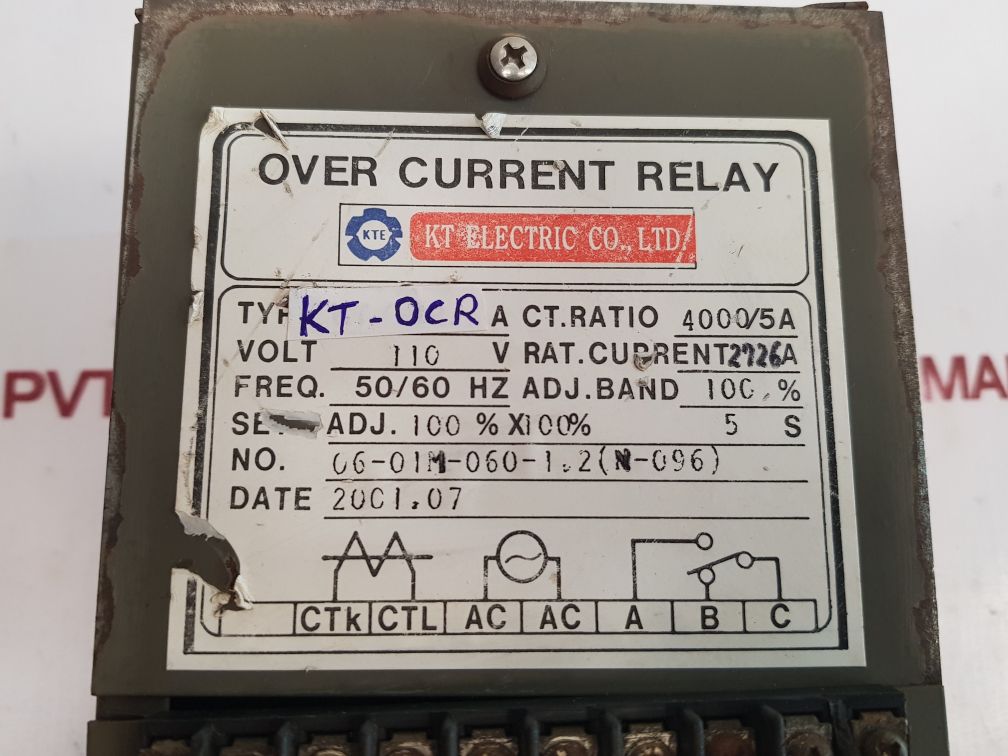 OVER CURRENT RELAY
KTE KT ELECTRIC CO., LTD.
KT-OCR A CT.RATIO 4000/5A
VOLT 110 V RAT.CURRENT 2726A
FREQ. 50/60 HZ ADJ.BAND 100.%
ADJ. 100 % X100% 5 S
NO. 06-01M-060-1.2(N-096)
DATE 2001.07
CTk CTL AC AC A B C
PVT
MA